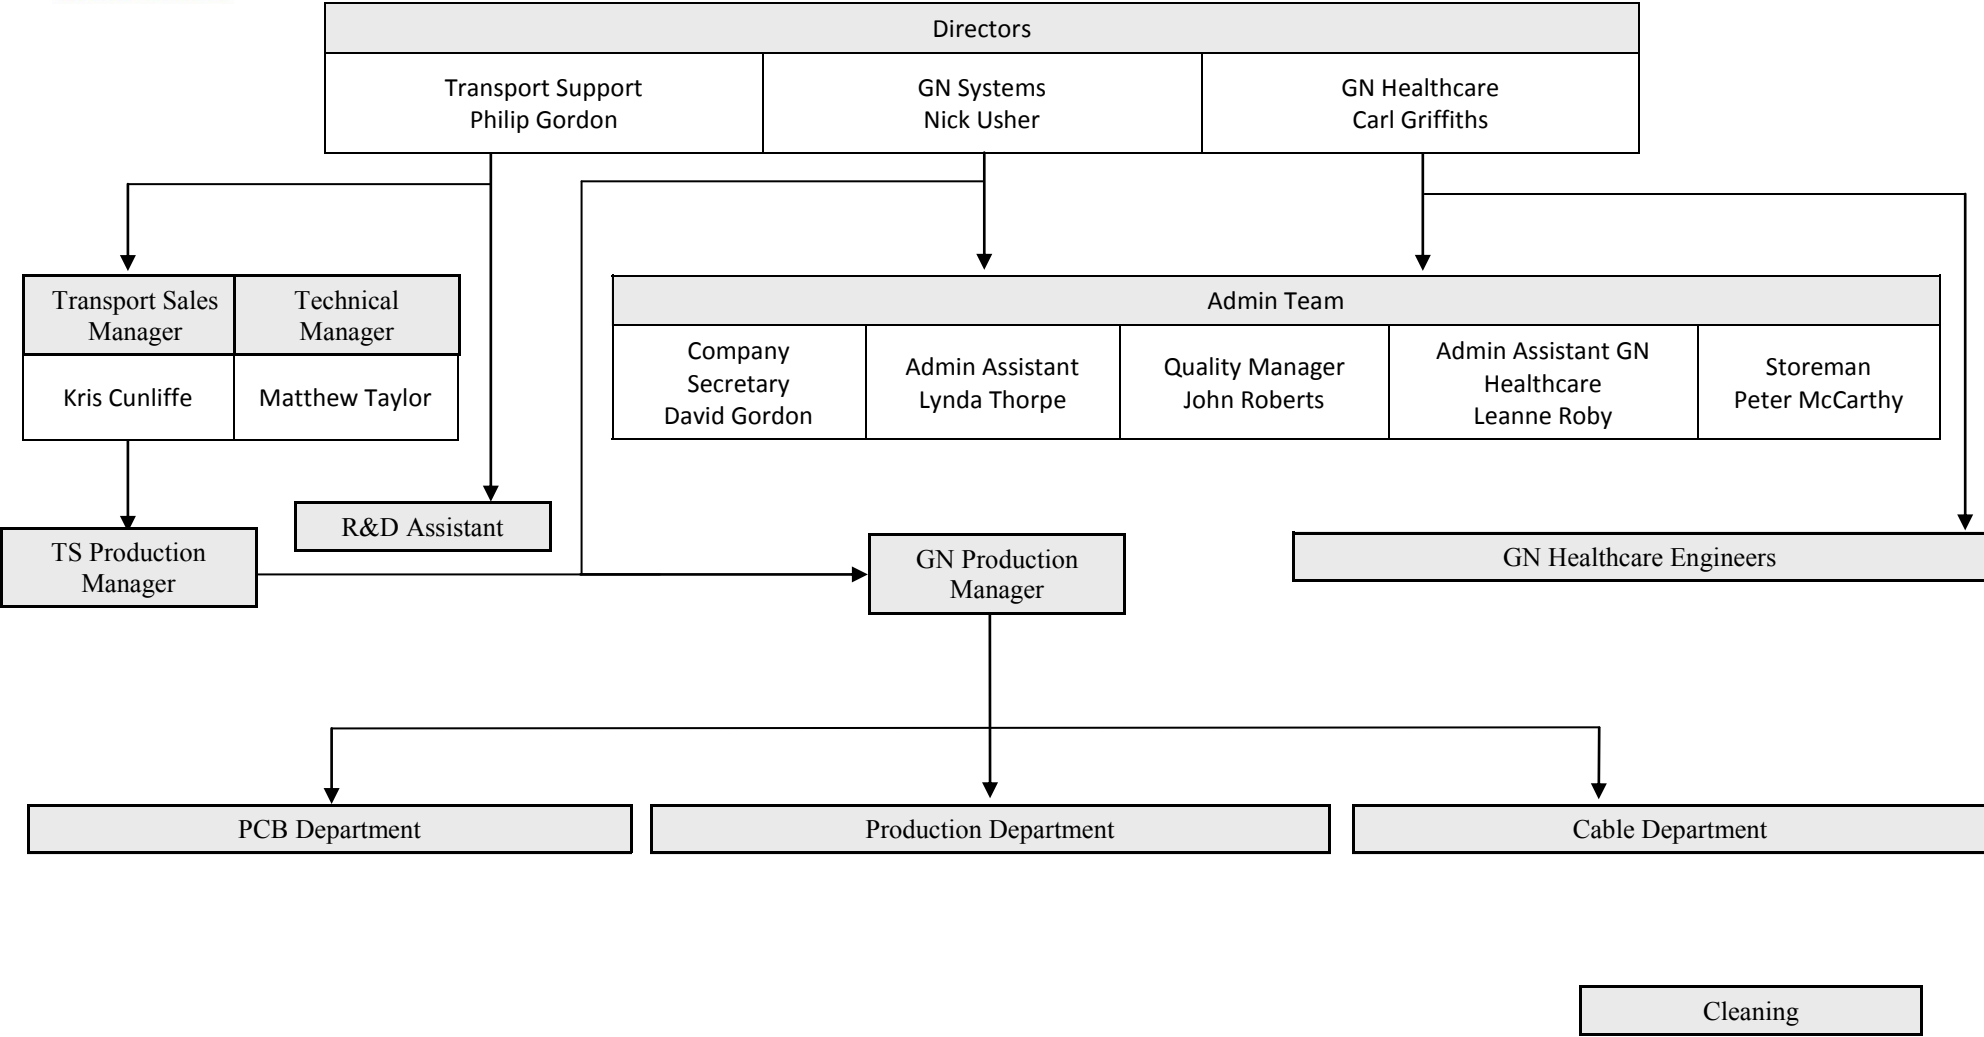 Directors
Transport Support
Philip Gordon
GN Systems
Nick Usher
GN Healthcare
Carl Griffiths
Transport Sales
Manager
Technical
Manager
Kris Cunliffe
Matthew Taylor
Admin Team
Company
Secretary
David Gordon
Admin Assistant
Lynda Thorpe
Quality Manager
John Roberts
Admin Assistant GN
Healthcare
Leanne Roby
Storeman
Peter McCarthy
R&D Assistant
TS Production
Manager
GN Production
Manager
GN Healthcare Engineers
PCB Department
Production Department
Cable Department
Cleaning